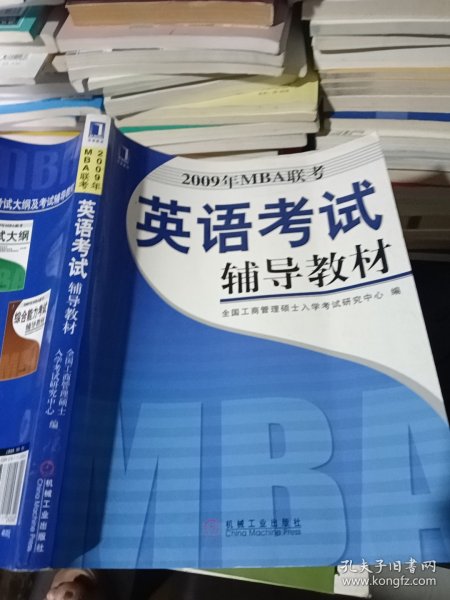 2009年MBA联考
英语考试
辅导教材
全国工商管理硕士入学考试研究中心 编
MBA
机械工业出版社
China Machine Press
2009年
MBA联考
英语考试
辅导教材
全国工商管理硕士
入学考试研究中心 编
机械工业出版社
China Machine Press
考试大纲及考试辅导教材
试大纲
综合能力考试
孔夫子旧书网
www.kongfz.com